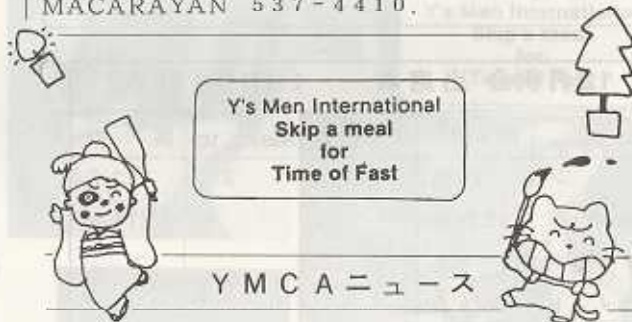 MACARAYAN 537-4410.
Y's Men International
Skip a meal
for
Time of Fast
YMCAニュース